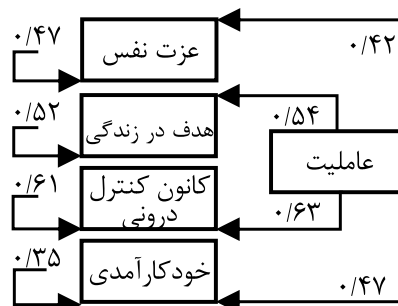 ۰/۴۷
عزت نفس
۰/۴۲
۰/۵۲
هدف در زندگی
۰/۵۴
عاملیت
۰/۶۱
کانون کنترل
درونی
۰/۶۳
۰/۳۵
خودکارآمدی
۰/۴۷